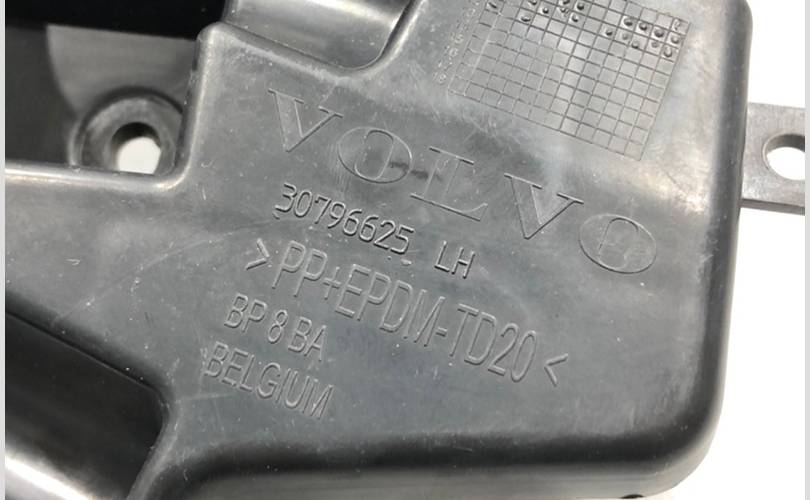 VOLVO
30796625 LH
>PP+EPDM-TD20<
BP 8 BA
BELGIUM